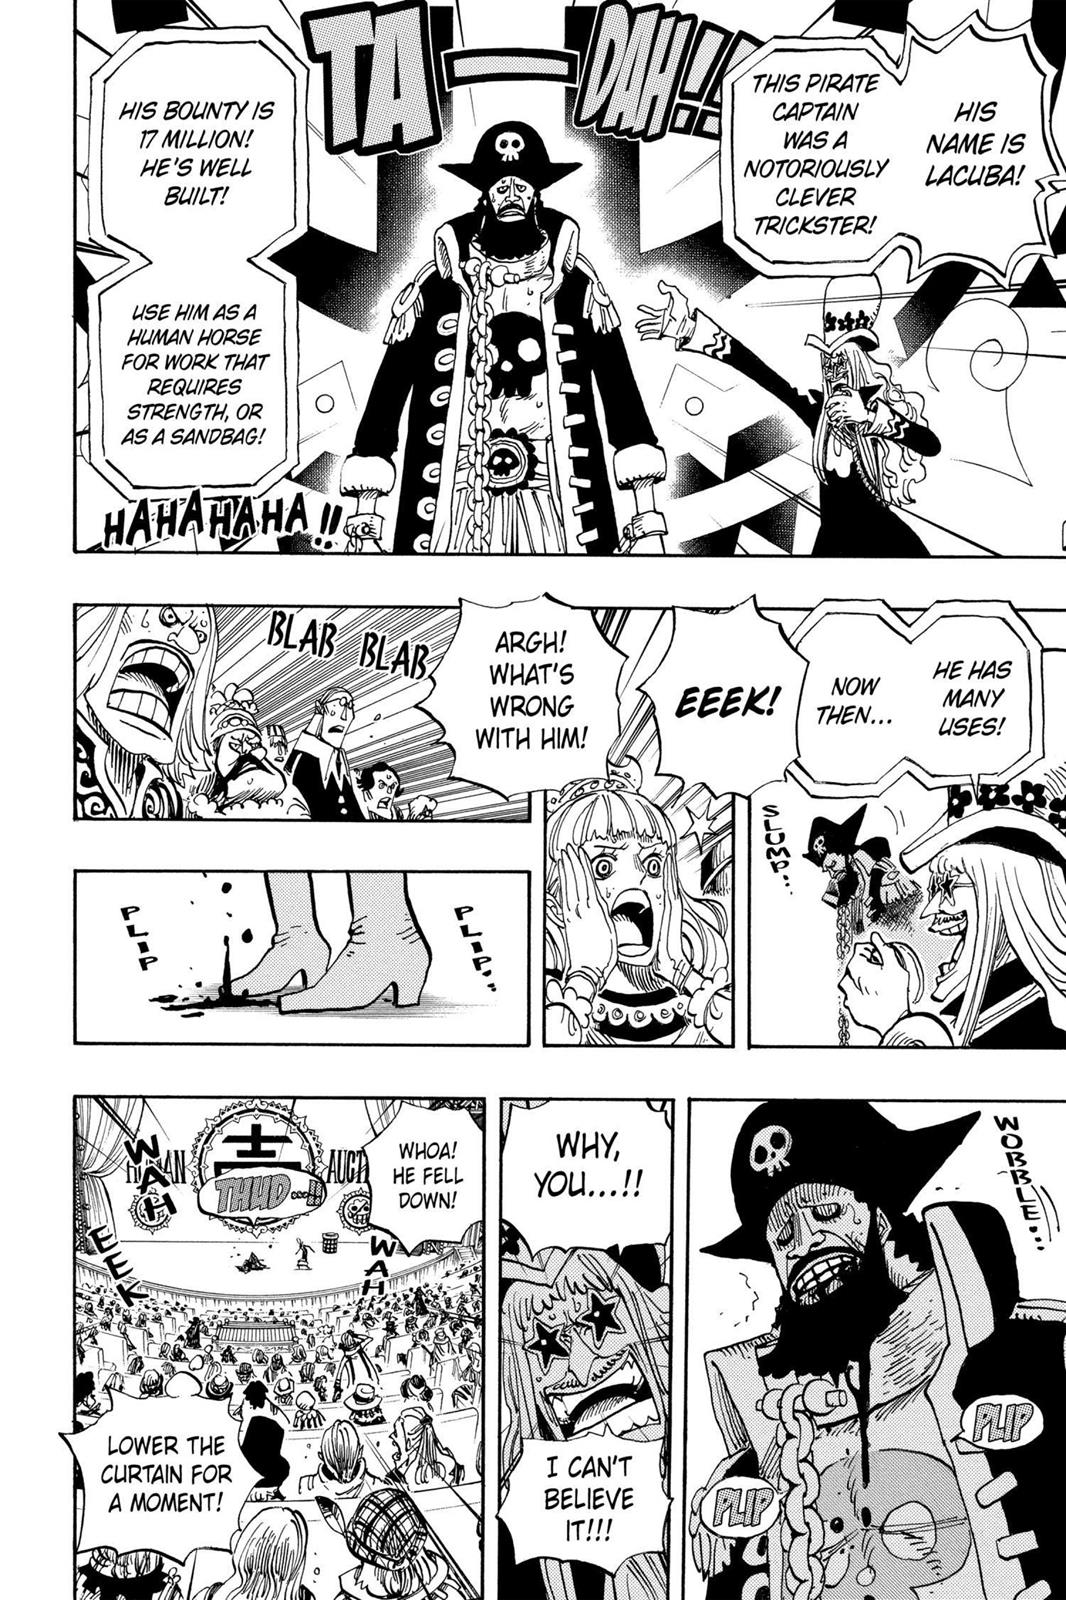 HIS
NAME IS
LACUBA!
THIS PIRATE
CAPTAIN
WAS A
NOTORIOUSLY
CLEVER
TRICKSTER!
TA—DAH!!
HIS BOUNTY IS
17 MILLION!
HE'S WELL
BUILT!
USE HIM AS A
HUMAN HORSE
FOR WORK THAT
REQUIRES
STRENGTH, OR
AS A SANDBAG!
HAHAHAHA!!
HE HAS
MANY
USES!
NOW
THEN...
SLUMP...
EEEK!
ARGH!
WHAT'S
WRONG
WITH HIM!
BLAB BLAB
PLIP...
PLIP
WOBBLE...
PLIP
PLIP
WHY,
YOU...!!
I CAN'T
BELIEVE
IT!!!
WHOA!
HE FELL
DOWN!
THUD...!!
WAH
WAH
EEK
LOWER THE
CURTAIN FOR
A MOMENT!